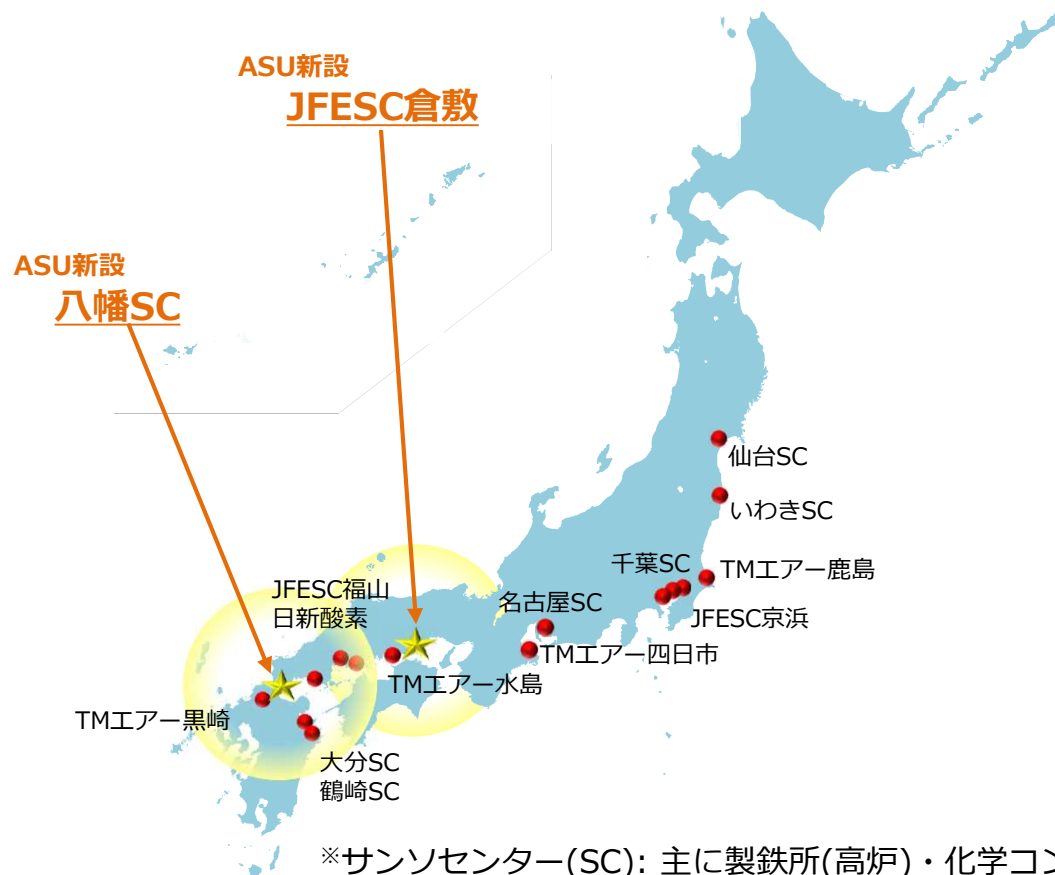 ASU新設
JFESC倉敷
ASU新設
八幡SC
仙台SC
いわきSC
千葉SC
TMエアー鹿島
JFESC京浜
名古屋SC
TMエアー四日市
JFESC福山
日新酸素
TMエアー水島
TMエアー黒崎
大分SC
鶴崎SC
※サンソセンター(SC): 主に製鉄所(高炉)・化学コン